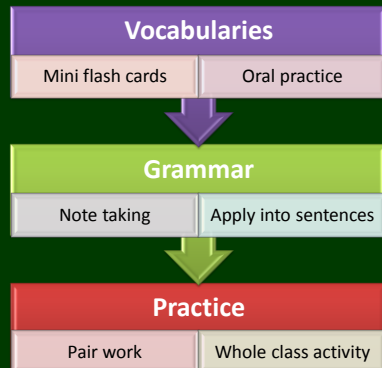 Vocabularies
Mini flash cards Oral practice
Grammar
Note taking Apply into sentences
Practice
Pair work Whole class activity